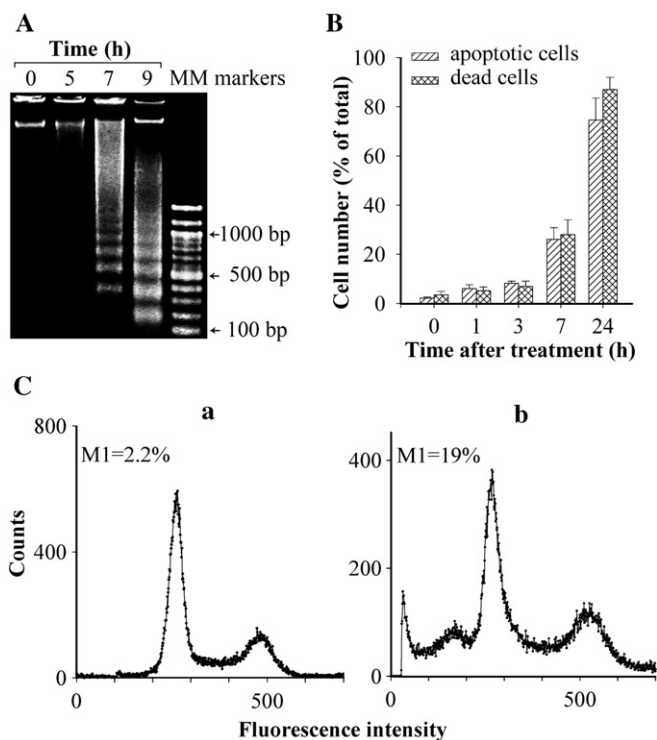 A
Time (h)
0 5 7 9 MM markers
1000 bp
500 bp
100 bp
B
Cell number (% of total)
100
80
60
40
20
0
apoptotic cells
dead cells
0 1 3 7 24
Time after treatment (h)
C
a
M1=2.2%
Counts
800
400
0
0 500
b
M1=19%
400
200
0
0 500
Fluorescence intensity